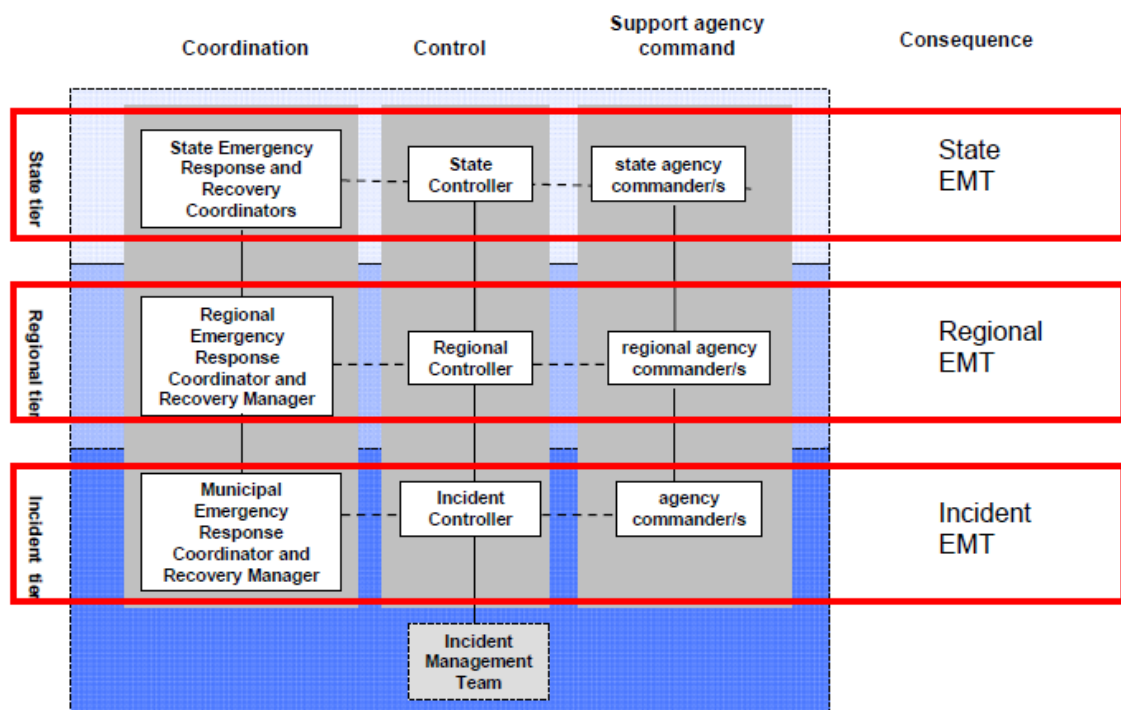 Coordination
Control
Support agency
command
Consequence
State tier
State Emergency
Response and
Recovery
Coordinators
State
Controller
state agency
commander/s
State
EMT
Regional tier
Regional
Emergency
Response
Coordinator and
Recovery Manager
Regional
Controller
regional agency
commander/s
Regional
EMT
Incident tier
Municipal
Emergency
Response
Coordinator and
Recovery Manager
Incident
Controller
agency
commander/s
Incident
EMT
Incident
Management
Team